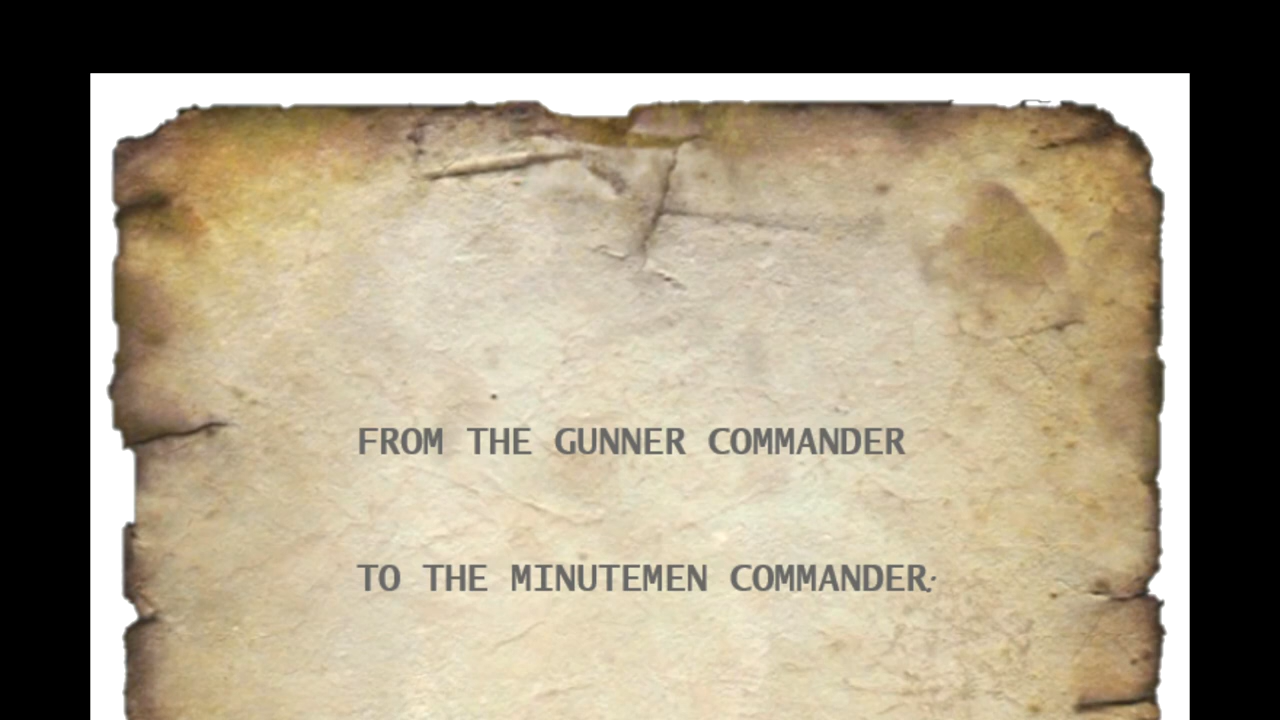 FROM THE GUNNER COMMANDER
TO THE MINUTEMEN COMMANDER: